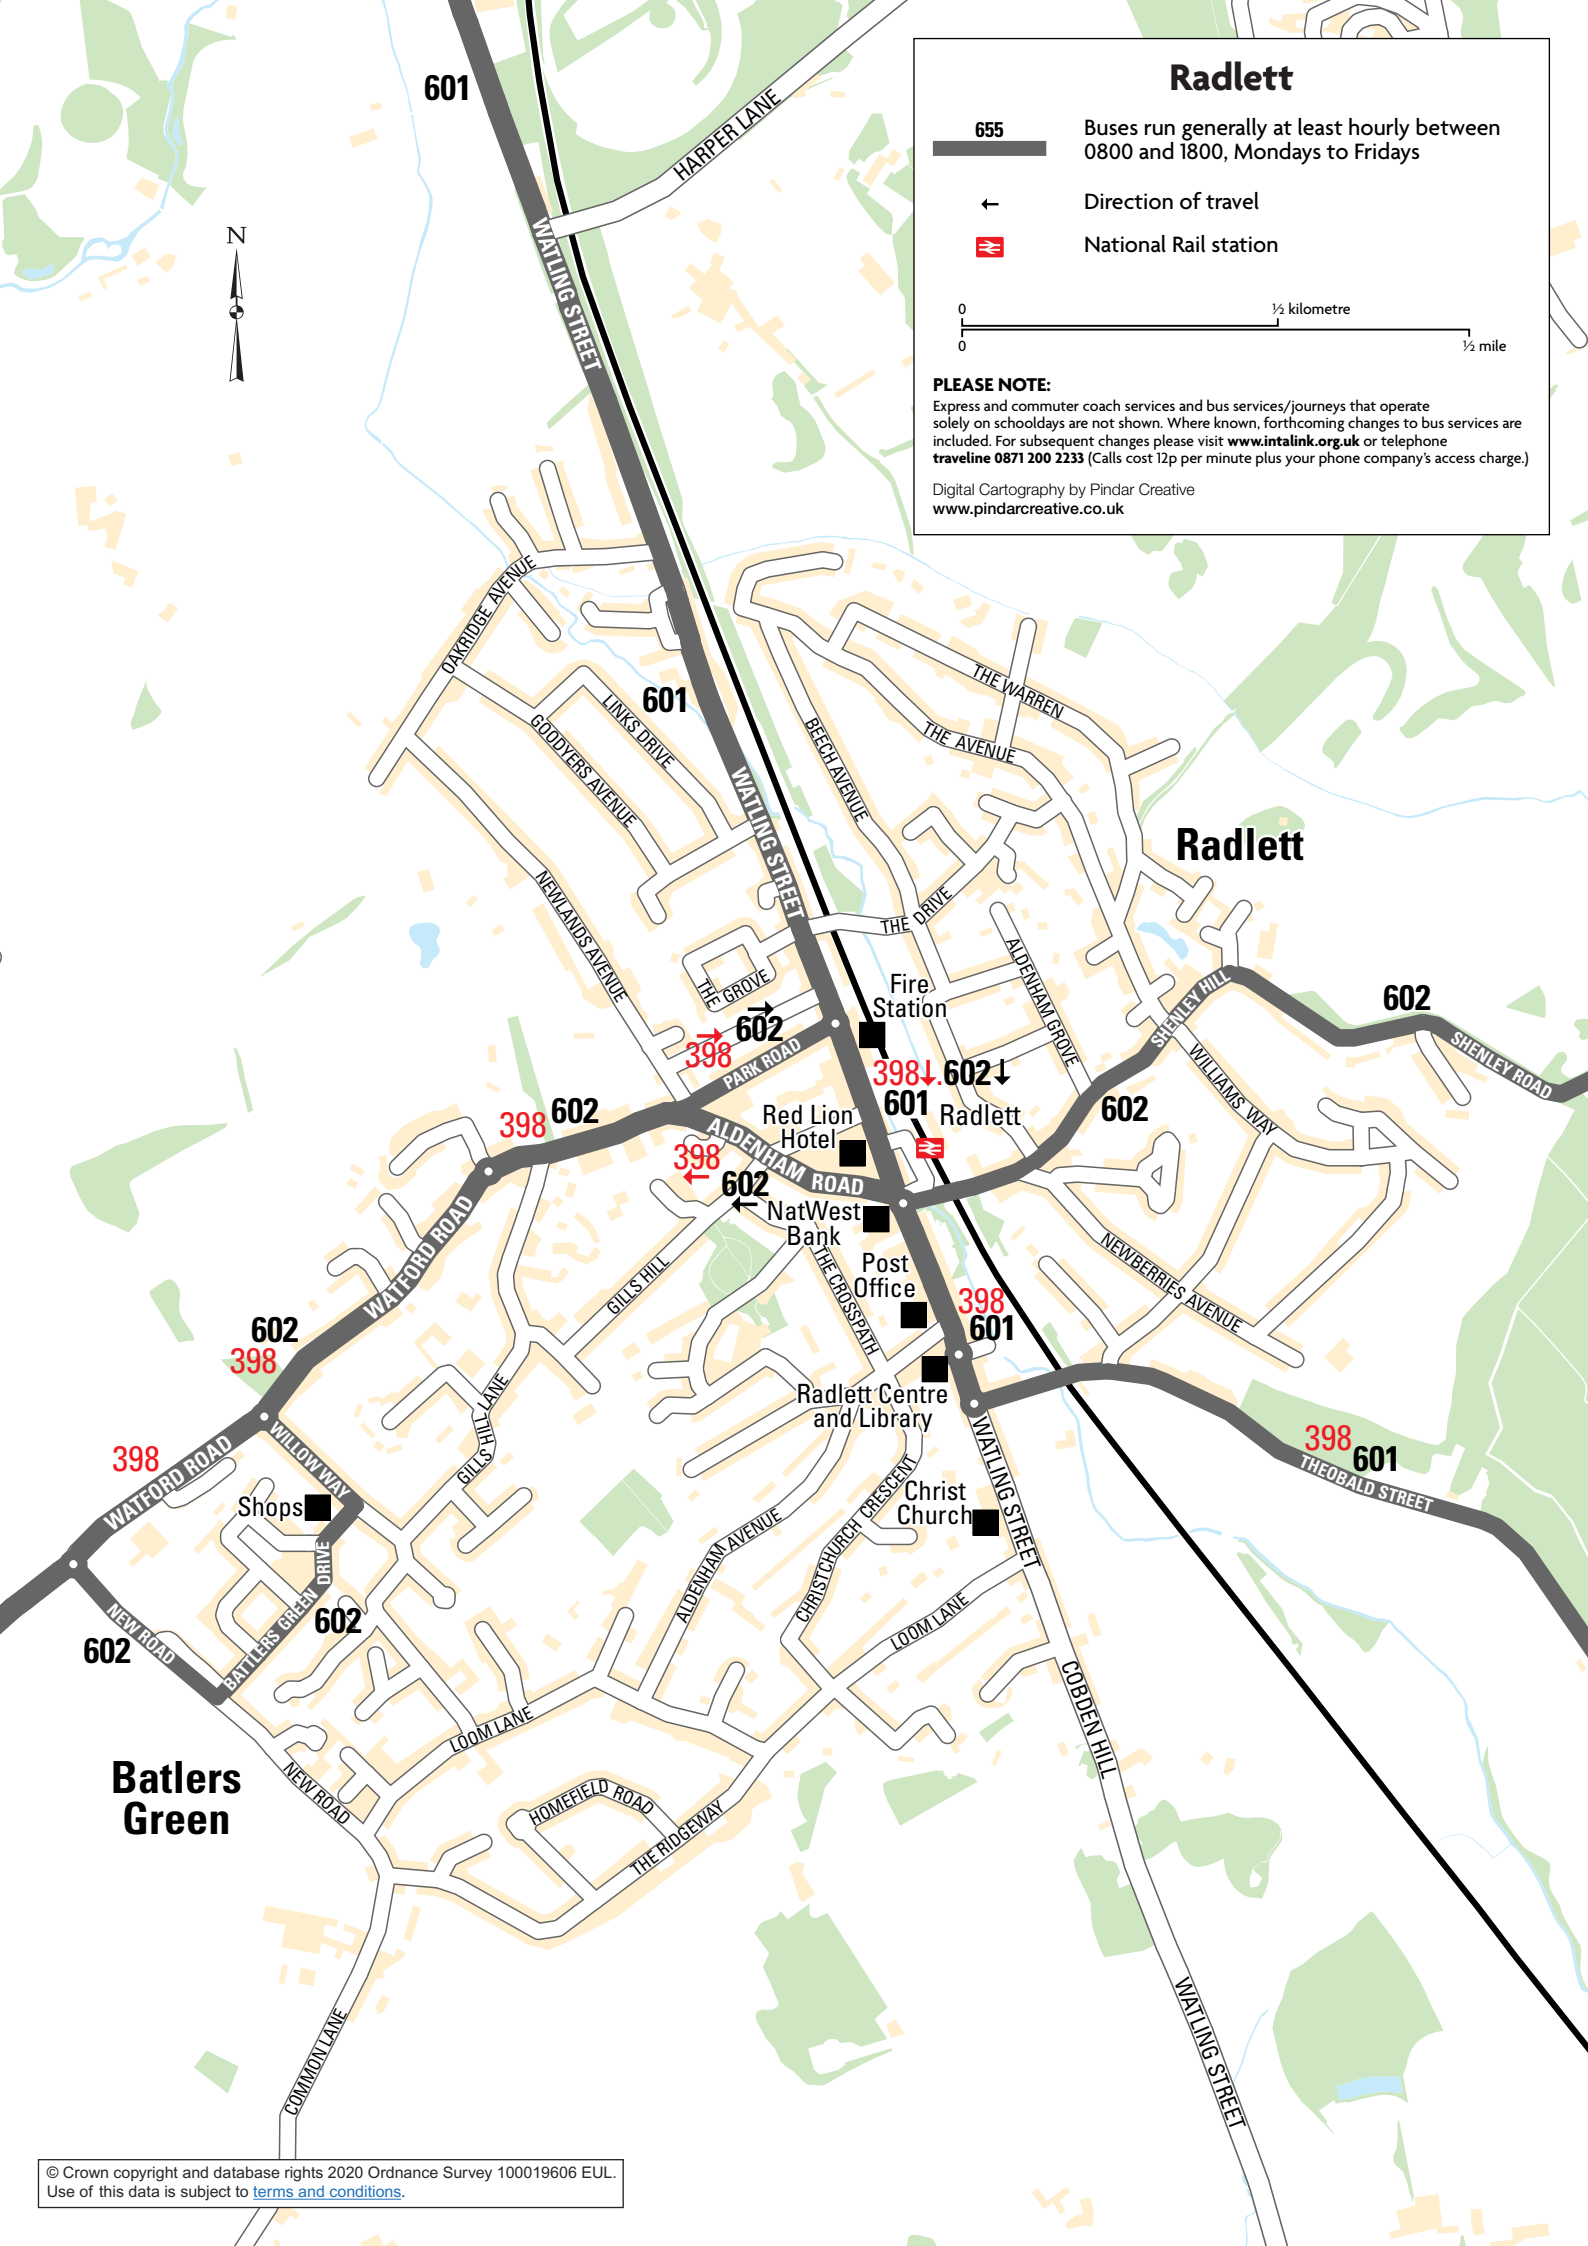 601
HARPER LANE
Radlett
655
Buses run generally at least hourly between
0800 and 1800, Mondays to Fridays
Direction of travel
National Rail station
0
½ kilometre
0
½ mile
PLEASE NOTE:
Express and commuter coach services and bus services/journeys that operate
solely on schooldays are not shown. Where known, forthcoming changes to bus services are
included. For subsequent changes please visit www.intalink.org.uk or telephone
traveline 0871 200 2233 (Calls cost 12p per minute plus your phone company's access charge.)
Digital Cartography by Pindar Creative
www.pindarcreative.co.uk
N
WATLING STREET
OAKRIDGE AVENUE
601
LINKS DRIVE
GOODYERS AVENUE
THE WARREN
THE AVENUE
BEECH AVENUE
WATLING STREET
Radlett
NEWLANDS AVENUE
THE DRIVE
THE GROVE
ALDENHAM GROVE
Fire
Station
SHENLEY HILL
602
SHENLEY ROAD
602
398
PARK ROAD
398
.
602
601
Radlett
WILLIAMS WAY
602
398
602
Red Lion
Hotel
ALDENHAM ROAD
398
602
NatWest
Bank
WATFORD ROAD
GILLS HILL
THE CROSSPATH
Post
Office
NEWBERRIES AVENUE
398
601
602
398
Radlett Centre
and Library
GILLS HILL LANE
WILLOW WAY
398
WATFORD ROAD
Shops
WATLING STREET
398
601
THEOBALD STREET
Christ
Church
CHRISTCHURCH CRESCENT
ALDENHAM AVENUE
BATTLERS GREEN DRIVE
602
NEW ROAD
602
LOOM LANE
LOOM LANE
COBDEN HILL
Batlers
Green
NEW ROAD
HOMEFIELD ROAD
THE RIDGEWAY
COMMON LANE
WATLING STREET
© Crown copyright and database rights 2020 Ordnance Survey 100019606 EUL.
Use of this data is subject to terms and conditions.